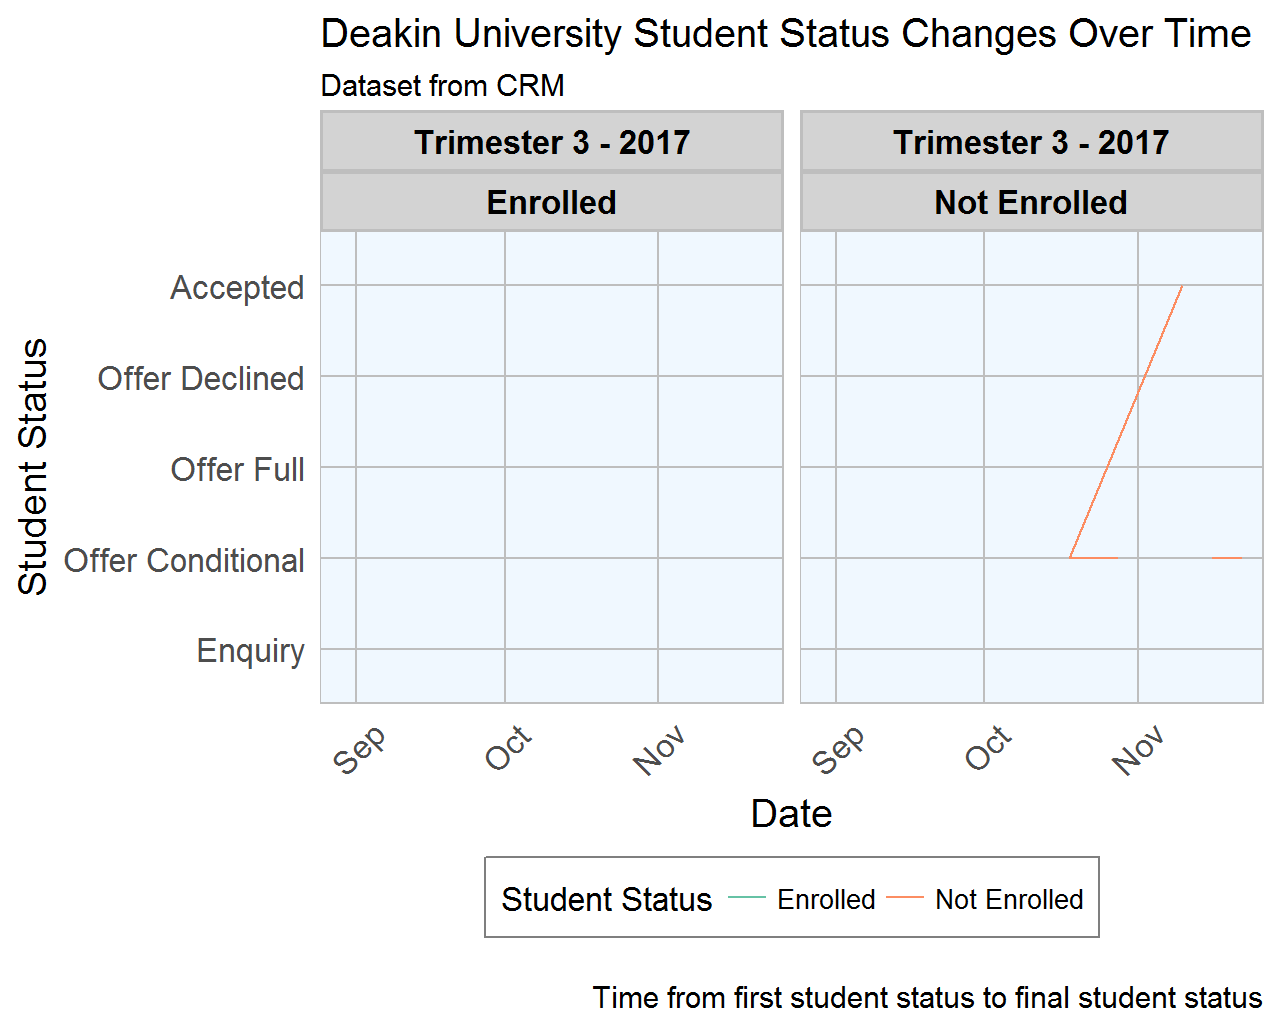 Deakin University Student Status Changes Over Time
Dataset from CRM
Trimester 3 - 2017
Trimester 3 - 2017
Enrolled
Not Enrolled
Student Status
Accepted
Offer Declined
Offer Full
Offer Conditional
Enquiry
Sep
Oct
Nov
Sep
Oct
Nov
Date
Student Status
Enrolled
Not Enrolled
Time from first student status to final student status